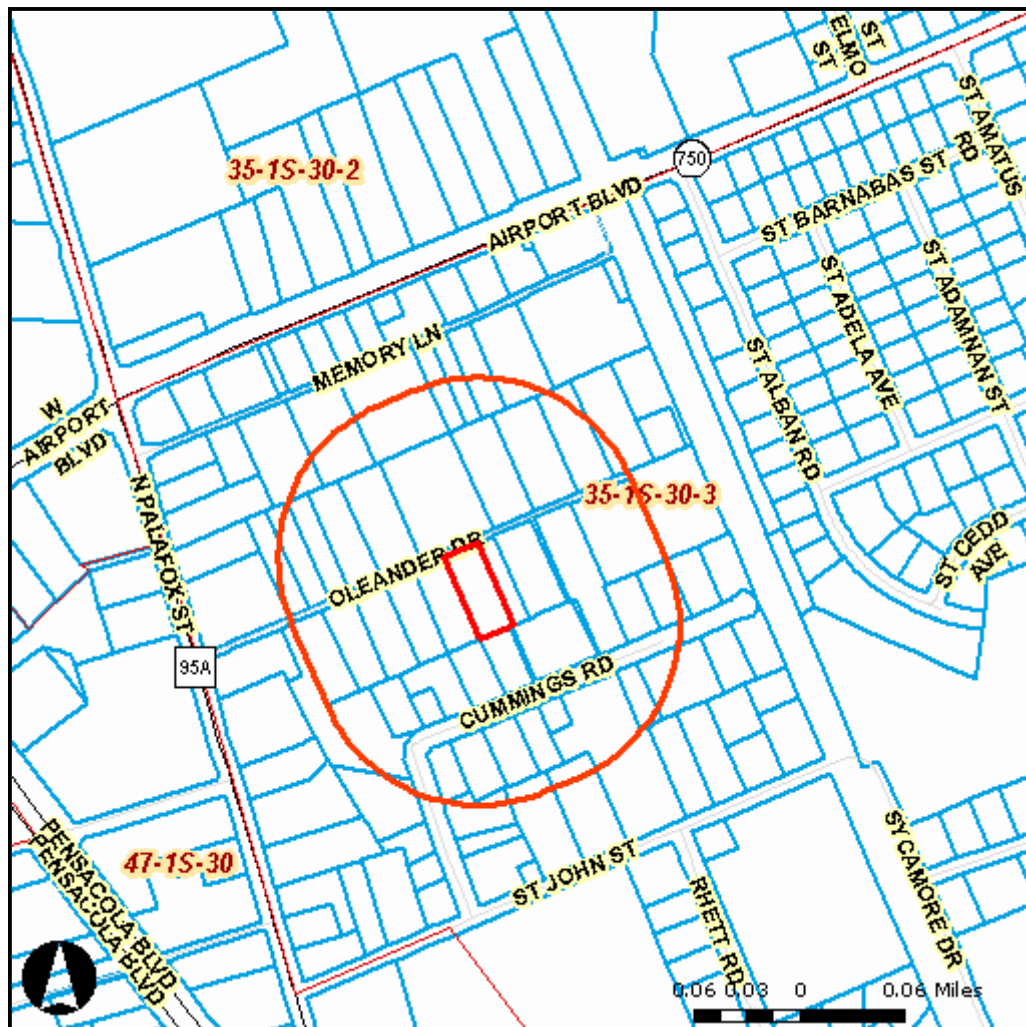 ST
ELMO
ST
ST AMATUS
RD
750
35-1S-30-2
ST BARNABAS ST
AIRPORT BLVD
ST ADELA AVE
ST ADAMNAN ST
MEMORY LN
ST ALBAN RD
W
AIRPORT
BLVD
35-1S-30-3
N PALAFOX ST
OLEANDER DR
ST CEDD
AVE
95A
CUMMINGS RD
PENSACOLA BLVD
PENSACOLA BLVD
47-1S-30
ST JOHN ST
RHETT RD
SYCAMORE DR
0.06 0.03 0 0.06 Miles